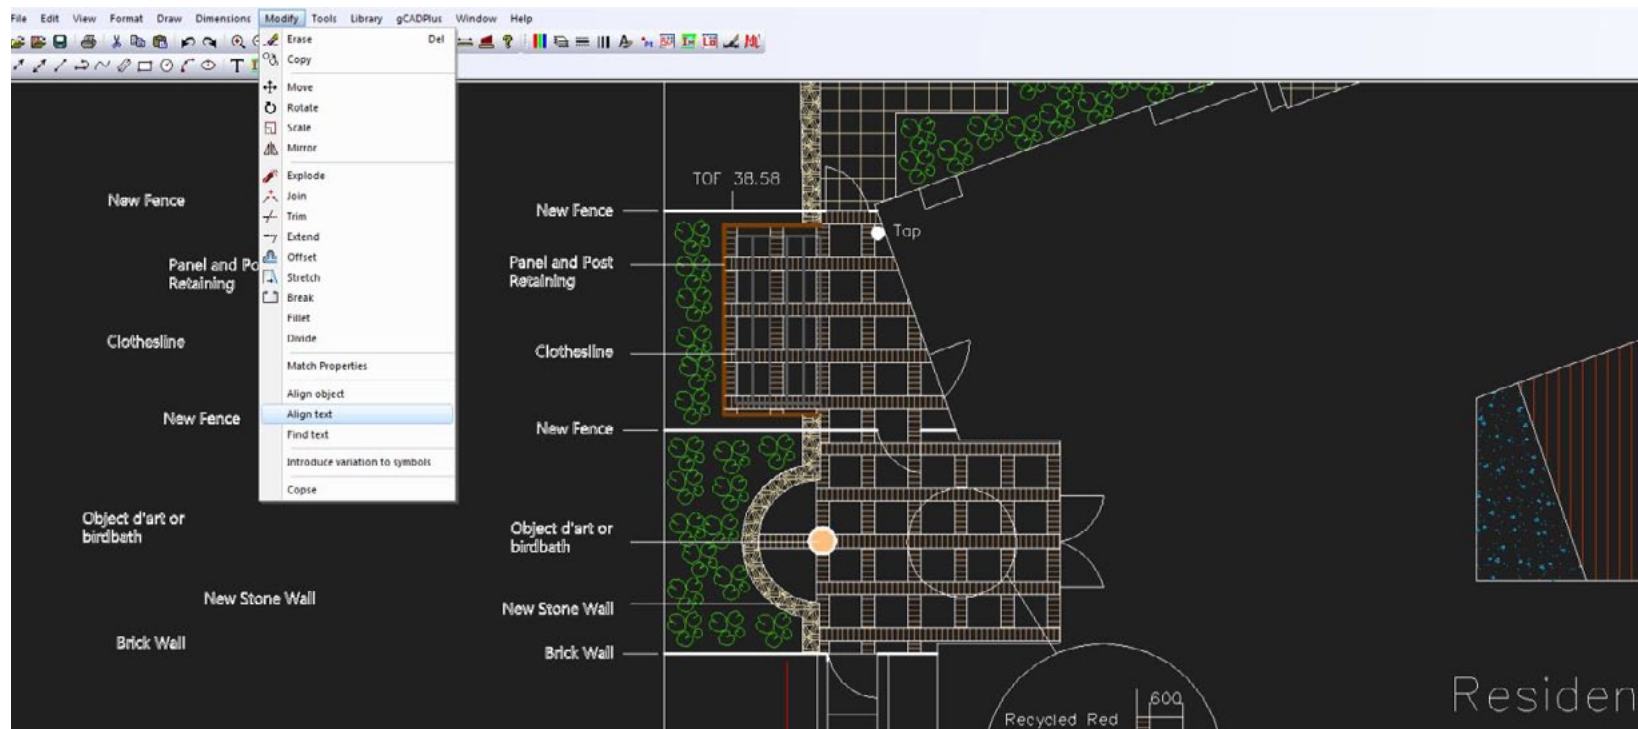 File Edit View Format Draw Dimensions Modify Tools Library gCADPlus Window Help
Erase Del
Copy
Move
Rotate
Scale
Mirror
Explode
Join
Trim
Extend
Offset
Stretch
Break
Fillet
Divide
Match Properties
Align object
Align text
Find text
Introduce variation to symbols
Copse
New Fence
Panel and Po
Retaining
Clothesline
New Fence
Object d'art or
birdbath
New Stone Wall
Brick Wall
TOF 38.58
New Fence
Tap
Panel and Post
Retaining
Clothesline
New Fence
Object d'art or
birdbath
New Stone Wall
Brick Wall
600
Recycled Red
Residen